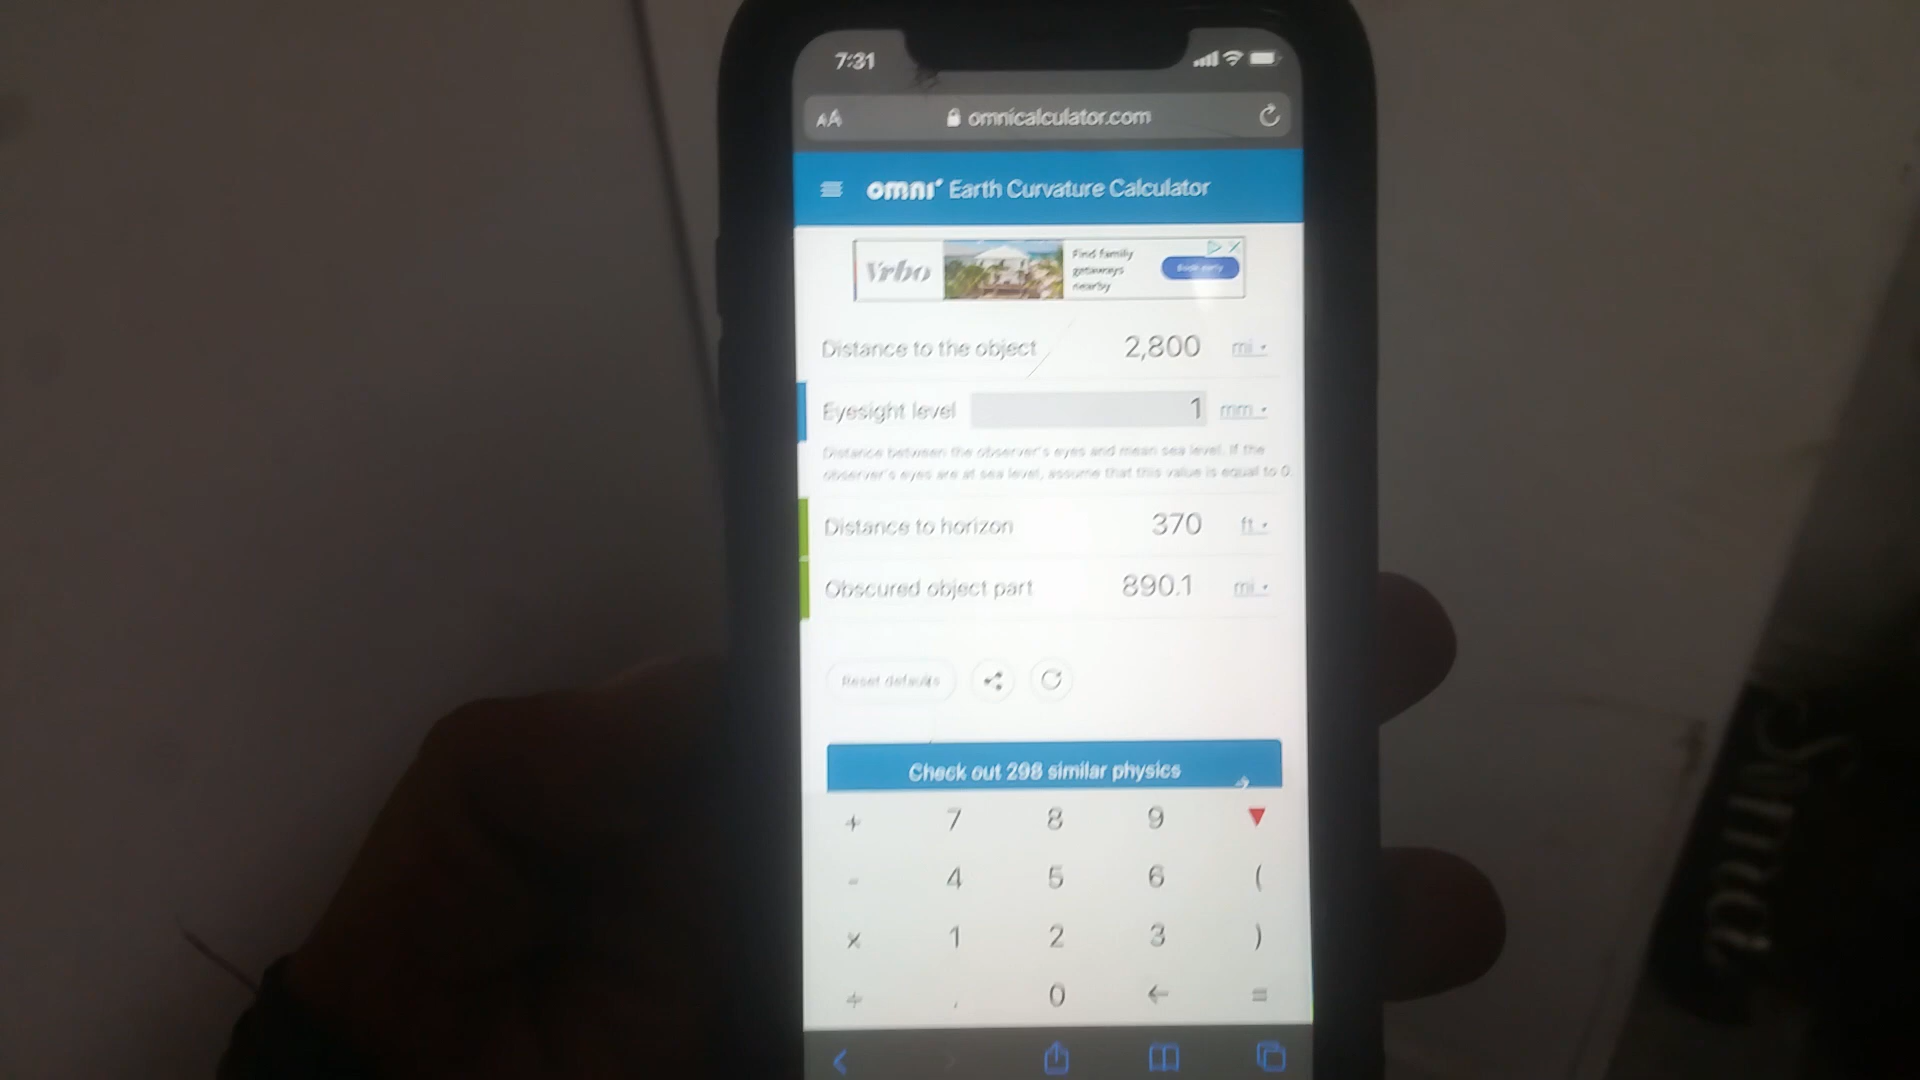 7:31
AA omnicalculator.com
omni Earth Curvature Calculator
Vrbo
Find family
getaways
nearby
Book early
Distance to the object 2,800 mi
Eyesight level 1 mm
Distance between the observer's eyes and mean sea level. If the
observer's eyes are at sea level, assume that this value is equal to 0.
Distance to horizon 370 ft
Obscured object part 890.1 mi
Reset defaults
Check out 298 similar physics
+ 7 8 9
- 4 5 6 (
× 1 2 3 )
÷ . 0 ← =